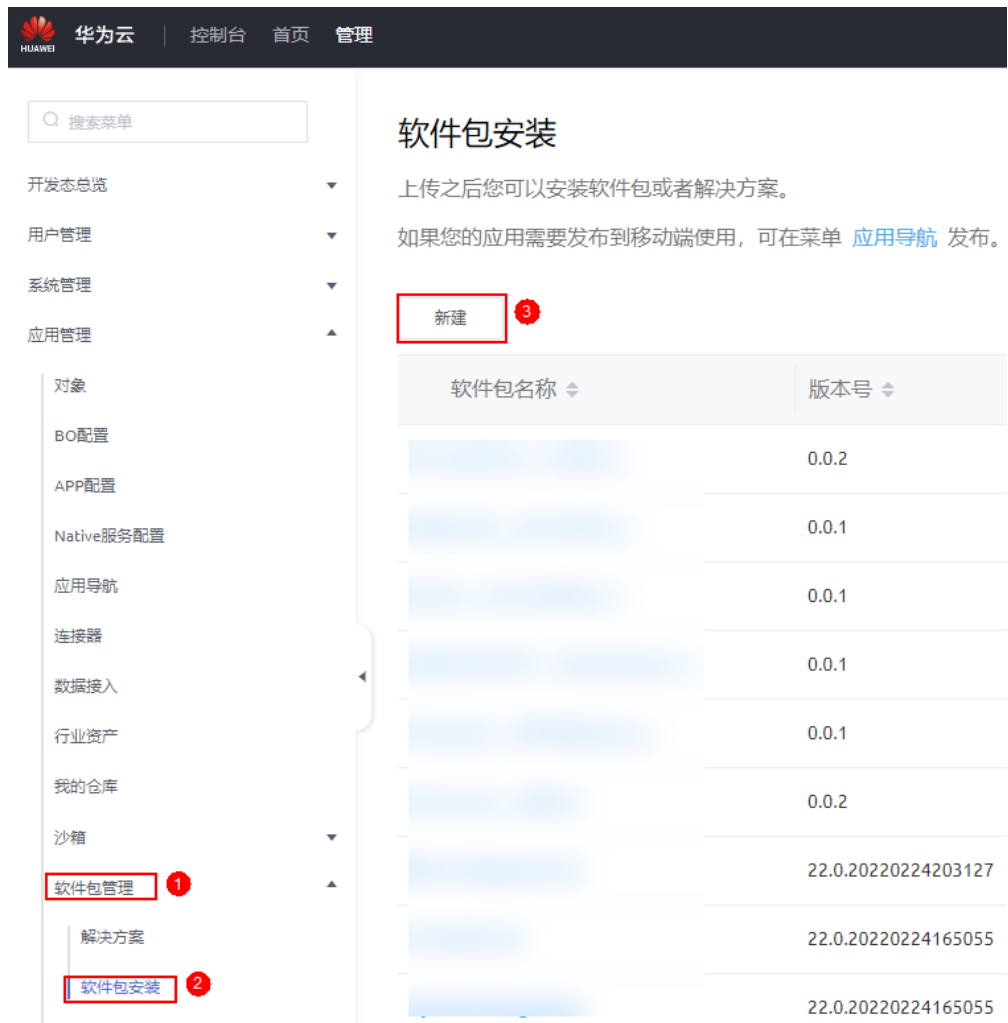 HUAWEI 华为云 控制台 首页 管理
搜索菜单
开发态总览
用户管理
系统管理
应用管理
对象
BO配置
APP配置
Native服务配置
应用导航
连接器
数据接入
行业资产
我的仓库
沙箱
软件包管理 1
解决方案
软件包安装 2
软件包安装
上传之后您可以安装软件包或者解决方案。
如果您的应用需要发布到移动端使用，可在菜单 应用导航 发布。
新建 3
软件包名称 版本号
0.0.2
0.0.1
0.0.1
0.0.1
0.0.1
0.0.2
22.0.20220224203127
22.0.20220224165055
22.0.20220224165055